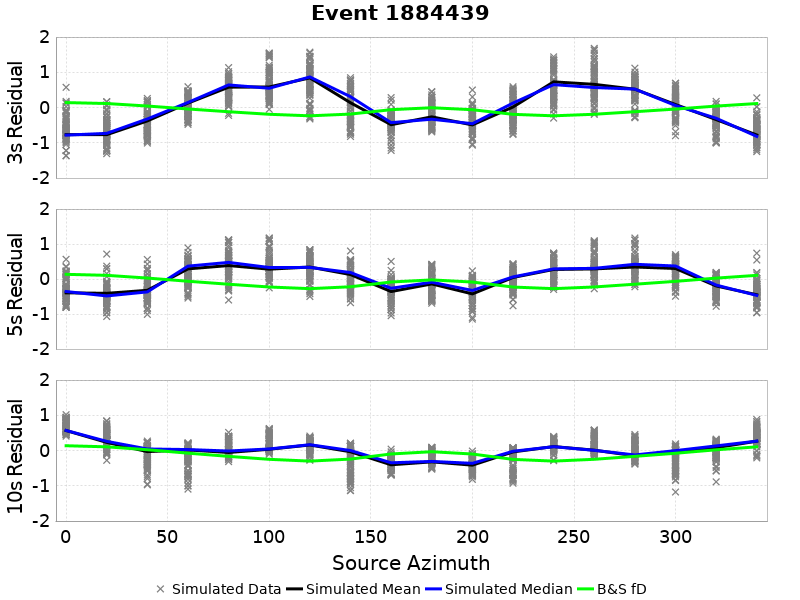 Event 1884439
3s Residual
2
1
0
-1
-2
5s Residual
2
1
0
-1
-2
10s Residual
2
1
0
-1
-2
0 50 100 150 200 250 300
Source Azimuth
Simulated Data Simulated Mean Simulated Median B&S fD